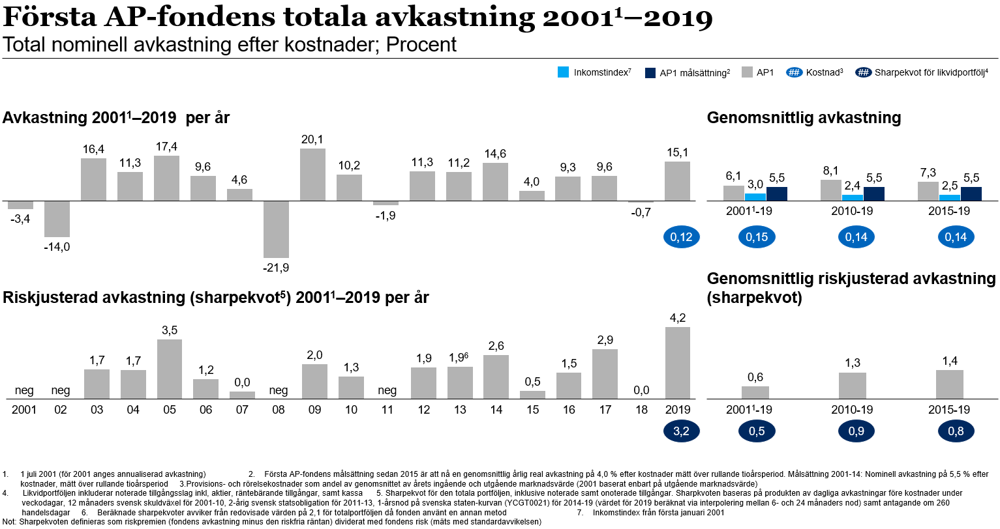 Första AP-fondens totala avkastning 2001¹–2019
Total nominell avkastning efter kostnader; Procent
Inkomstindex⁷ AP1 målsättning² AP1 ## Kostnad³ ## Sharpekvot för likvidportfölj⁴
Avkastning 2001¹–2019 per år
-3,4 -14,0 16,4 11,3 17,4 9,6 4,6 -21,9 20,1 10,2 -1,9 11,3 11,2 14,6 4,0 9,3 9,6 -0,7 15,1
0,12
Genomsnittlig avkastning
6,1 3,0 5,5 8,1 2,4 5,5 7,3 2,5 5,5
2001¹-19 2010-19 2015-19
0,15 0,14 0,14
Riskjusterad avkastning (sharpekvot⁵) 2001¹–2019 per år
neg neg 1,7 1,7 3,5 1,2 0,0 neg 2,0 1,3 neg 1,9 1,9⁶ 2,6 0,5 1,5 2,9 0,0 4,2
2001 02 03 04 05 06 07 08 09 10 11 12 13 14 15 16 17 18 2019
3,2
Genomsnittlig riskjusterad avkastning
(sharpekvot)
0,6 1,3 1,4
2001¹-19 2010-19 2015-19
0,5 0,9 0,8
1. 1 juli 2001 (för 2001 anges annualiserad avkastning) 2. Första AP-fondens målsättning sedan 2015 är att nå en genomsnittlig årlig real avkastning på 4,0 % efter kostnader mätt över rullande tioårsperiod. Målsättning 2001-14: Nominell avkastning på 5,5 % efter
kostnader, mätt över rullande tioårsperiod 3.Provisions- och rörelsekostnader som andel av genomsnittet av årets ingående och utgående marknadsvärde (2001 baserat enbart på utgående marknadsvärde)
4. Likvidportföljen inkluderar noterade tillgångsslag inkl, aktier, räntebärande tillgångar, samt kassa 5. Sharpekvot för den totala portföljen, inklusive noterade samt onoterade tillgångar. Sharpkvoten baseras på produkten av dagliga avkastningar före kostnader under
veckodagar, 12 månaders svensk skuldväxel för 2001-10, 2-årig svensk statsobligation för 2011-13, 1-årsnod på svenska staten-kurvan (YCGT0021) för 2014-19 (värdet för 2019 beräknat via interpolering mellan 6- och 24 månaders nod) samt antagande om 260
handelsdagar 6. Beräknade sharpekvoter avviker från redovisade värden på 2,1 för totalportföljen då fonden använt en annan metod 7. Inkomstindex från första januari 2001
Not: Sharpekvoten definieras som riskpremien (fondens avkastning minus den riskfria räntan) dividerat med fondens risk (mäts med standardavvikelsen)